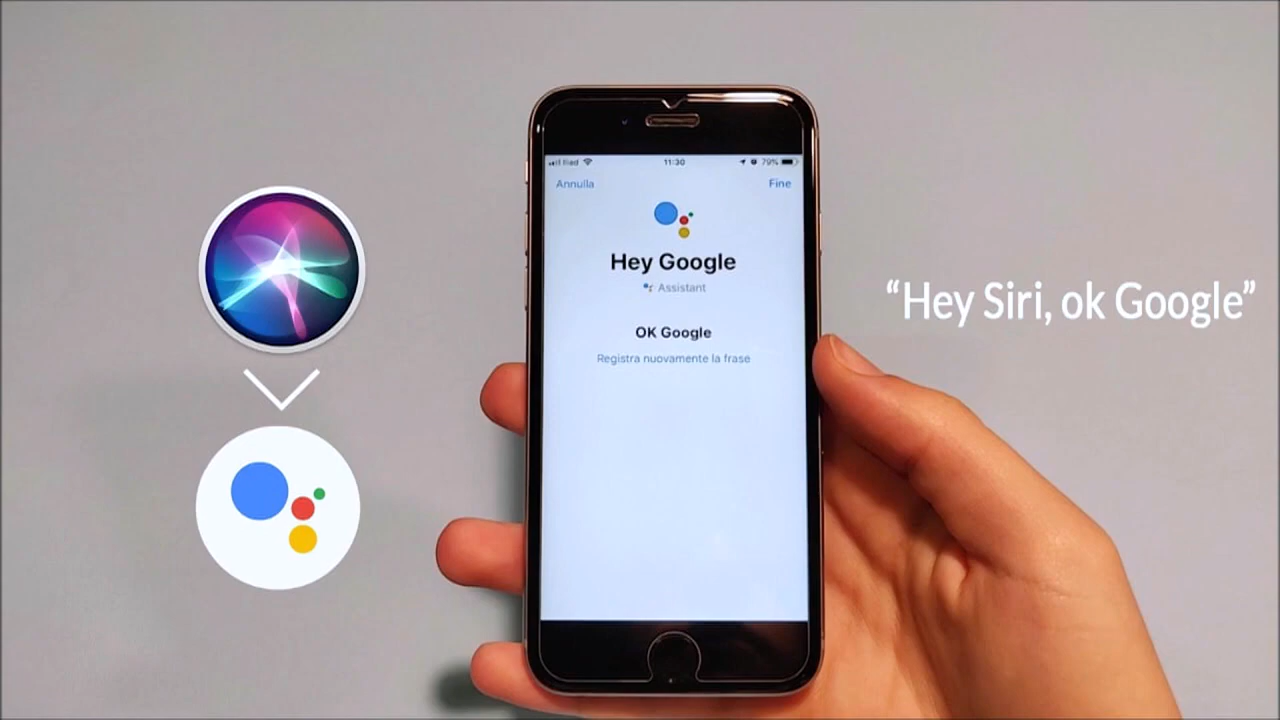 Iliad 11:30 79%
Annulla Fine
Hey Google
Assistant
OK Google
Registra nuovamente la frase
“Hey Siri, ok Google”